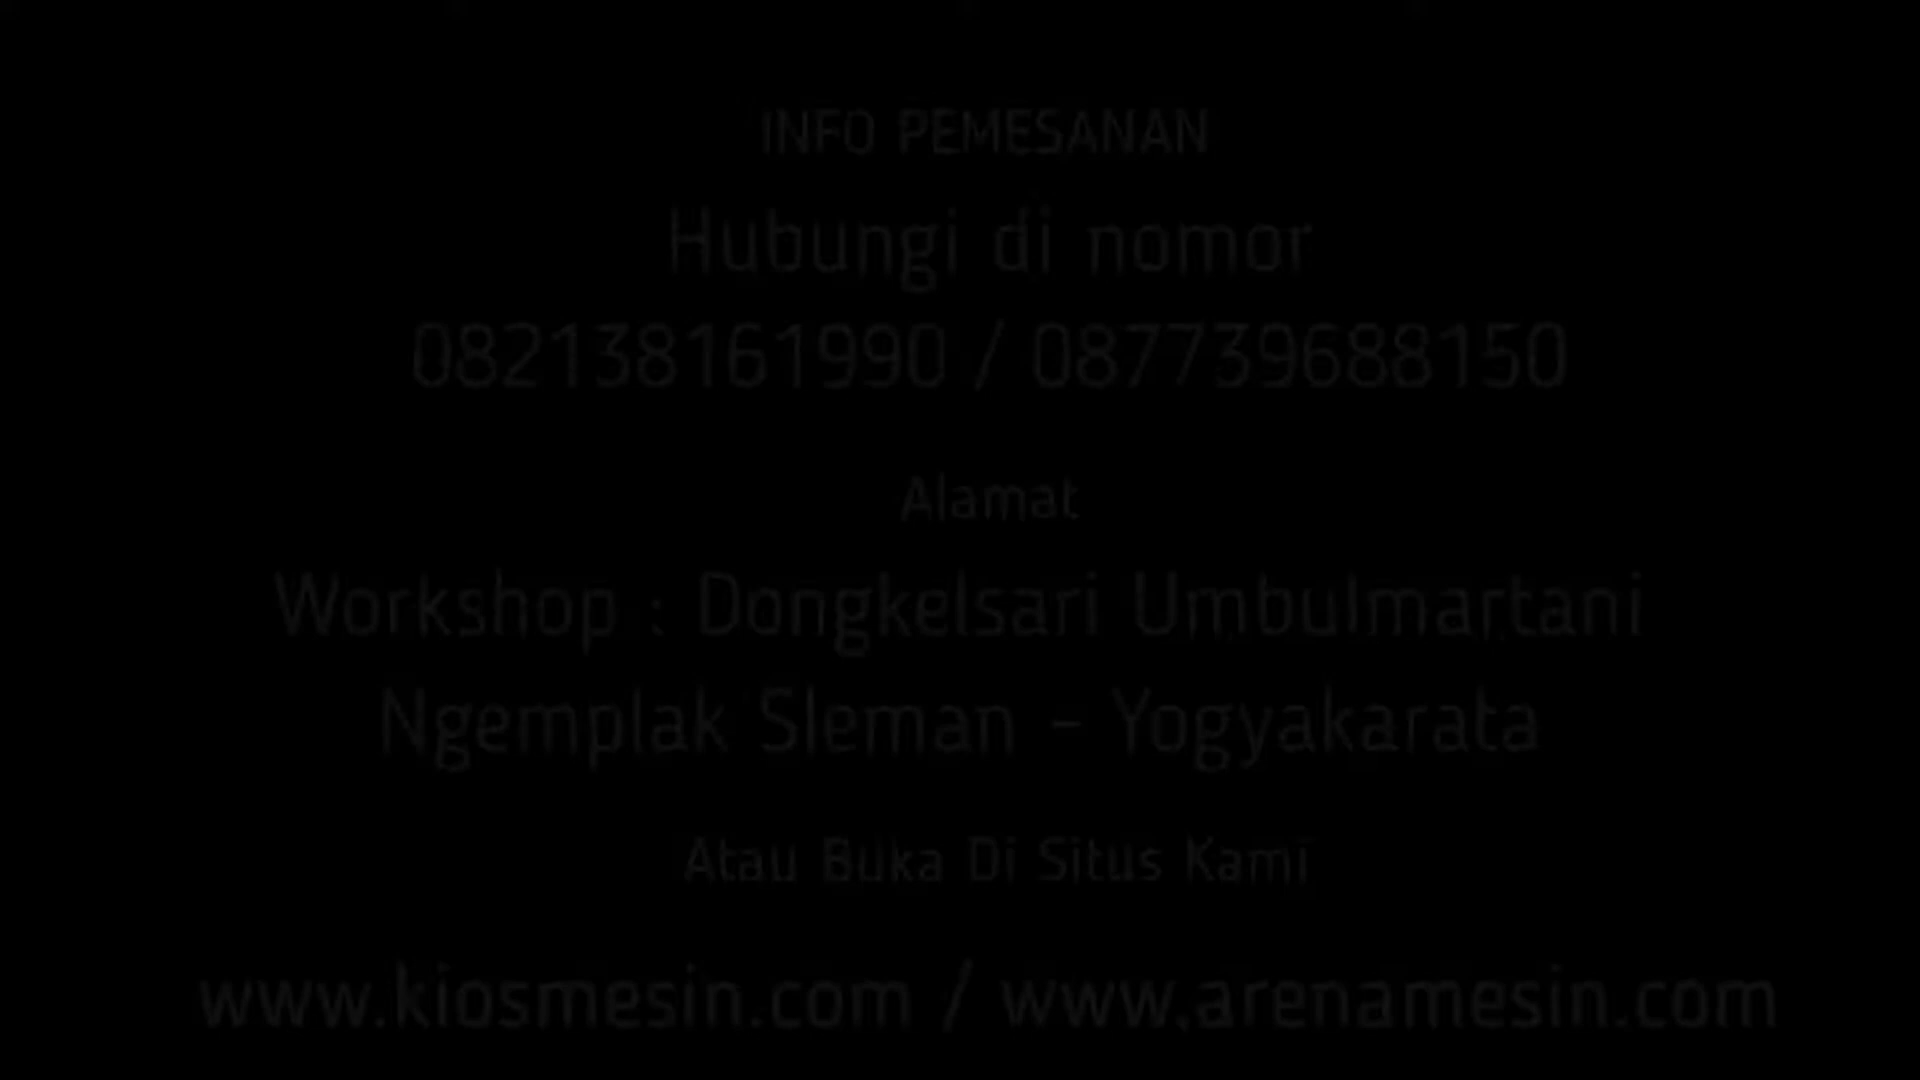 INFO PEMESANAN
Hubungi di nomor
082138161990 / 087739688150
Alamat
Workshop : Dongkelsari Umbulmartani
Ngemplak Sleman - Yogyakarata
Atau Buka Di Situs Kami
www.kiosmesin.com / www.arenamesin.com